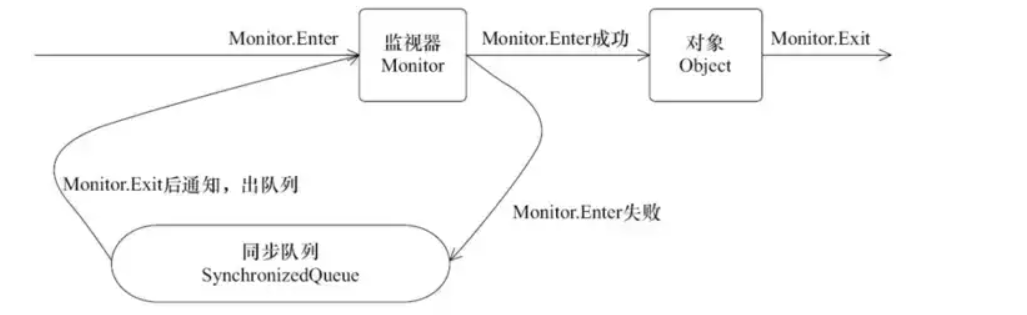 Monitor.Enter
监视器
Monitor
Monitor.Enter成功
对象
Object
Monitor.Exit
Monitor.Exit后通知，出队列
Monitor.Enter失败
同步队列
SynchronizedQueue